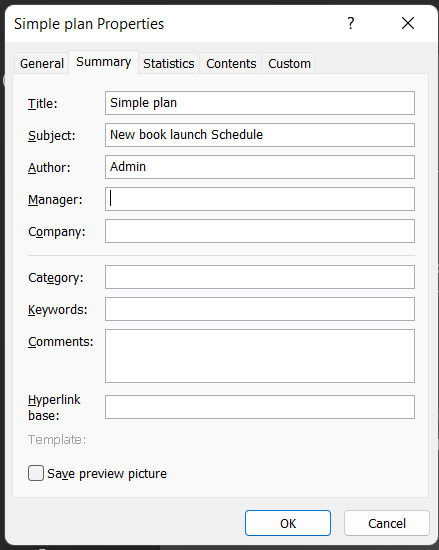 Simple plan Properties ?
General Summary Statistics Contents Custom
Title: Simple plan
Subject: New book launch Schedule
Author: Admin
Manager:
Company:
Category:
Keywords:
Comments:
Hyperlink
base:
Template:
Save preview picture
OK Cancel